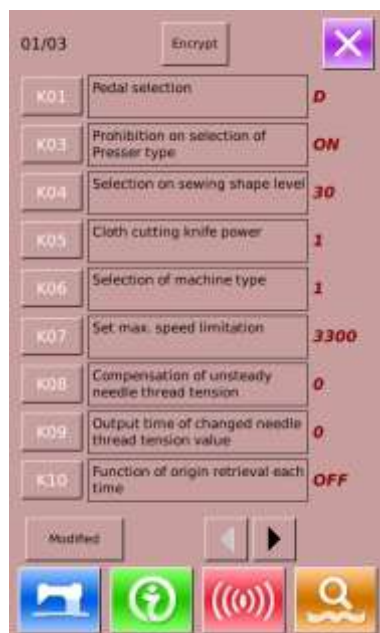 01/03
Encrypt
K01
Pedal selection
D
K03
Prohibition on selection of
Presser type
ON
K04
Selection on sewing shape level
30
K05
Cloth cutting knife power
1
K06
Selection of machine type
1
K07
Set max. speed limitation
3300
K08
Compensation of unsteady
needle thread tension
0
K09
Output time of changed needle
thread tension value
0
K10
Function of origin retrieval each
time
OFF
Modified